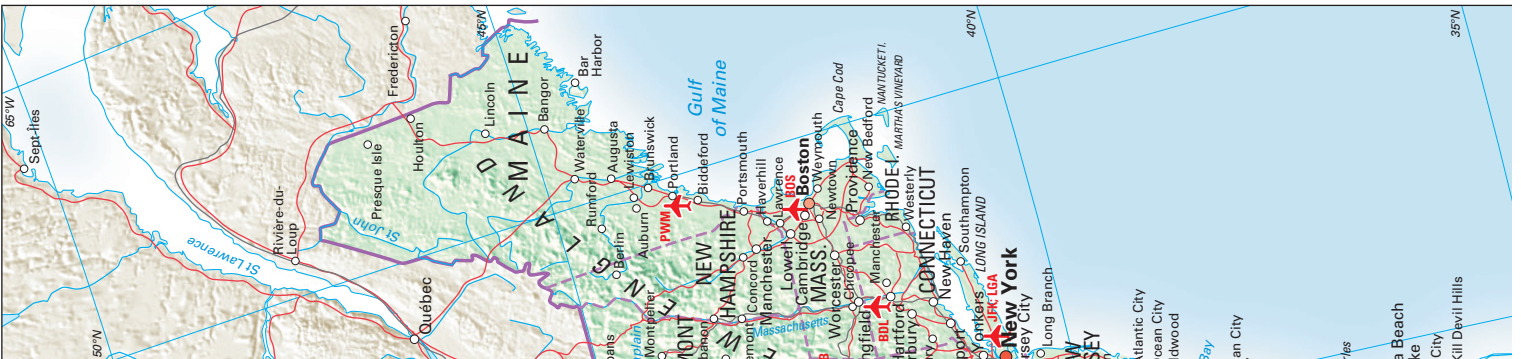 65°W
Sept-Îles
50°N
St Lawrence
Rivière-du-
Loup
Québec
Fredericton
Presque Isle
Houlton
St John
45°N
Lincoln
MAINE
Bangor
Bar
Harbor
NEW ENGLAND
Waterville
Augusta
Rumford
Lewiston
Auburn
Berlin
Brunswick
Portland
PWM
Biddeford
Gulf
of Maine
Montpelier
NEW
HAMPSHIRE
Portsmouth
Concord
Manchester
Haverhill
Lawrence
Lowell
BOS
Boston
Cambridge
MASS.
Weymouth
Newtown
Cape Cod
Worcester
Massachusetts
Chicopee
Providence
New Bedford
NANTUCKET I.
MARTHA'S VINEYARD
Manchester
RHODE I.
Westerly
BDL
CONNECTICUT
New Haven
Southampton
LONG ISLAND
Yonkers
JFK; LGA
New York
Long Branch
40°N
35°N